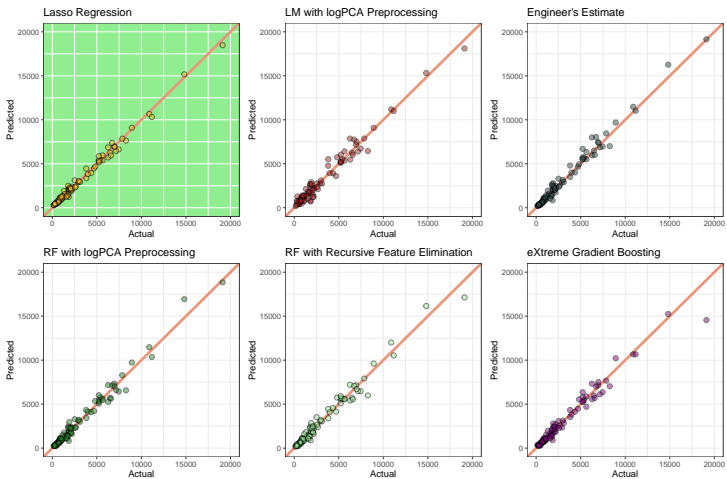 Lasso Regression
20000
15000
10000
5000
0
Predicted
0 5000 10000 15000 20000
Actual
LM with logPCA Preprocessing
20000
15000
10000
5000
0
Predicted
0 5000 10000 15000 20000
Actual
Engineer's Estimate
20000
15000
10000
5000
0
Predicted
0 5000 10000 15000 20000
Actual
RF with logPCA Preprocessing
20000
15000
10000
5000
0
Predicted
0 5000 10000 15000 20000
Actual
RF with Recursive Feature Elimination
20000
15000
10000
5000
0
Predicted
0 5000 10000 15000 20000
Actual
eXtreme Gradient Boosting
20000
15000
10000
5000
0
Predicted
0 5000 10000 15000 20000
Actual